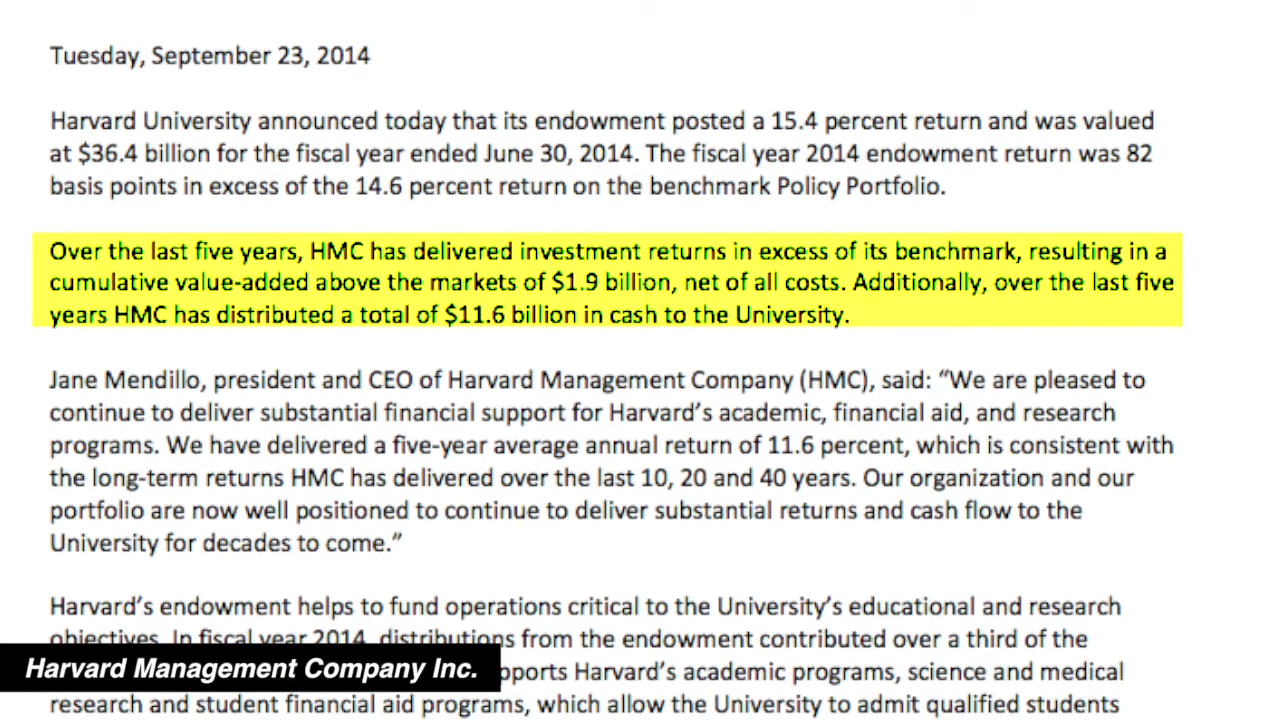 Tuesday, September 23, 2014
Harvard University announced today that its endowment posted a 15.4 percent return and was valued
at $36.4 billion for the fiscal year ended June 30, 2014. The fiscal year 2014 endowment return was 82
basis points in excess of the 14.6 percent return on the benchmark Policy Portfolio.
Over the last five years, HMC has delivered investment returns in excess of its benchmark, resulting in a
cumulative value-added above the markets of $1.9 billion, net of all costs. Additionally, over the last five
years HMC has distributed a total of $11.6 billion in cash to the University.
Jane Mendillo, president and CEO of Harvard Management Company (HMC), said: “We are pleased to
continue to deliver substantial financial support for Harvard’s academic, financial aid, and research
programs. We have delivered a five-year average annual return of 11.6 percent, which is consistent with
the long-term returns HMC has delivered over the last 10, 20 and 40 years. Our organization and our
portfolio are now well positioned to continue to deliver substantial returns and cash flow to the
University for decades to come.”
Harvard’s endowment helps to fund operations critical to the University’s educational and research
objectives. In fiscal year 2014, distributions from the endowment contributed over a third of the
Harvard’s academic programs, science and medical
research and student financial aid programs, which allow the University to admit qualified students
Harvard Management Company Inc.